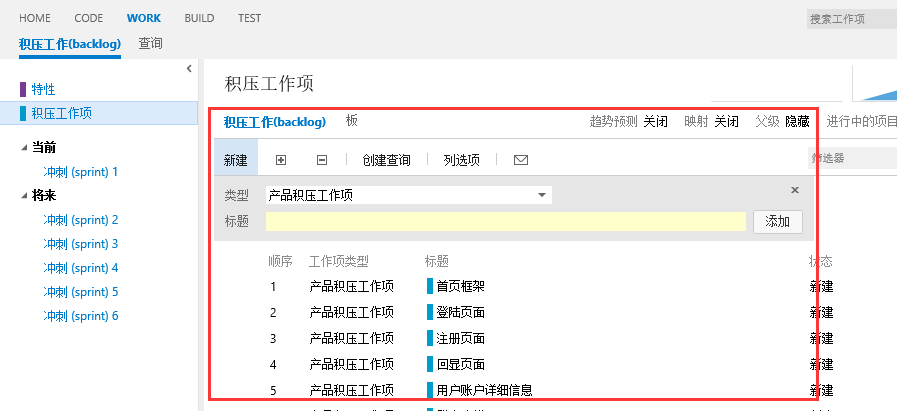 HOME CODE WORK BUILD TEST 搜索工作项
积压工作(backlog) 查询
特性
积压工作项
当前
冲刺 (sprint) 1
将来
冲刺 (sprint) 2
冲刺 (sprint) 3
冲刺 (sprint) 4
冲刺 (sprint) 5
冲刺 (sprint) 6
积压工作项
积压工作(backlog) 板 趋势预测 关闭 映射 关闭 父级 隐藏 进行中的项目
新建 创建查询 列选项 筛选器
类型 产品积压工作项
标题 添加
顺序 工作项类型 标题 状态
1 产品积压工作项 首页框架 新建
2 产品积压工作项 登陆页面 新建
3 产品积压工作项 注册页面 新建
4 产品积压工作项 回显页面 新建
5 产品积压工作项 用户账户详细信息 新建